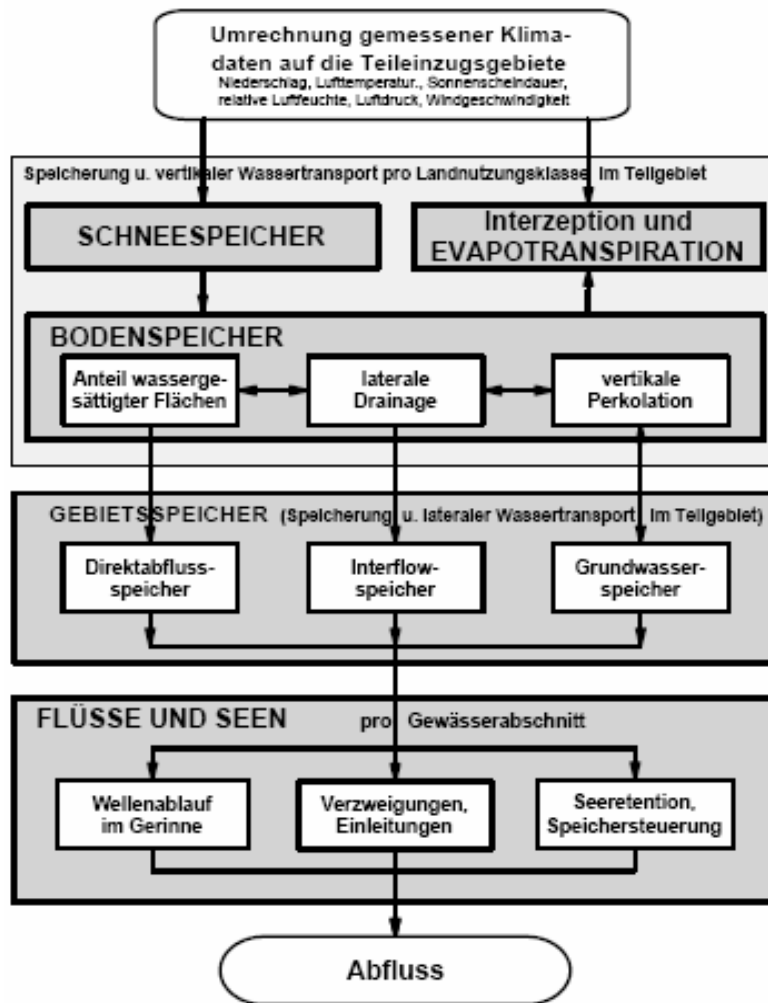 Umrechnung gemessener Klima-
daten auf die Teileinzugsgebiete
Niederschlag, Lufttemperatur., Sonnenscheindauer,
relative Luftfeuchte, Luftdruck, Windgeschwindigkeit
Speicherung u. vertikaler Wassertransport pro Landnutzungsklasse im Teilgebiet
SCHNEESPEICHER
Interzeption und
EVAPOTRANSPIRATION
BODENSPEICHER
Anteil wasserge-
sättigter Flächen
laterale
Drainage
vertikale
Perkolation
GEBIETSSPEICHER (Speicherung u. lateraler Wassertransport im Teilgebiet)
Direktabfluss-
speicher
Interflow-
speicher
Grundwasser-
speicher
FLÜSSE UND SEEN pro Gewässerabschnitt
Wellenablauf
im Gerinne
Verzweigungen,
Einleitungen
Seeretention,
Speichersteuerung
Abfluss